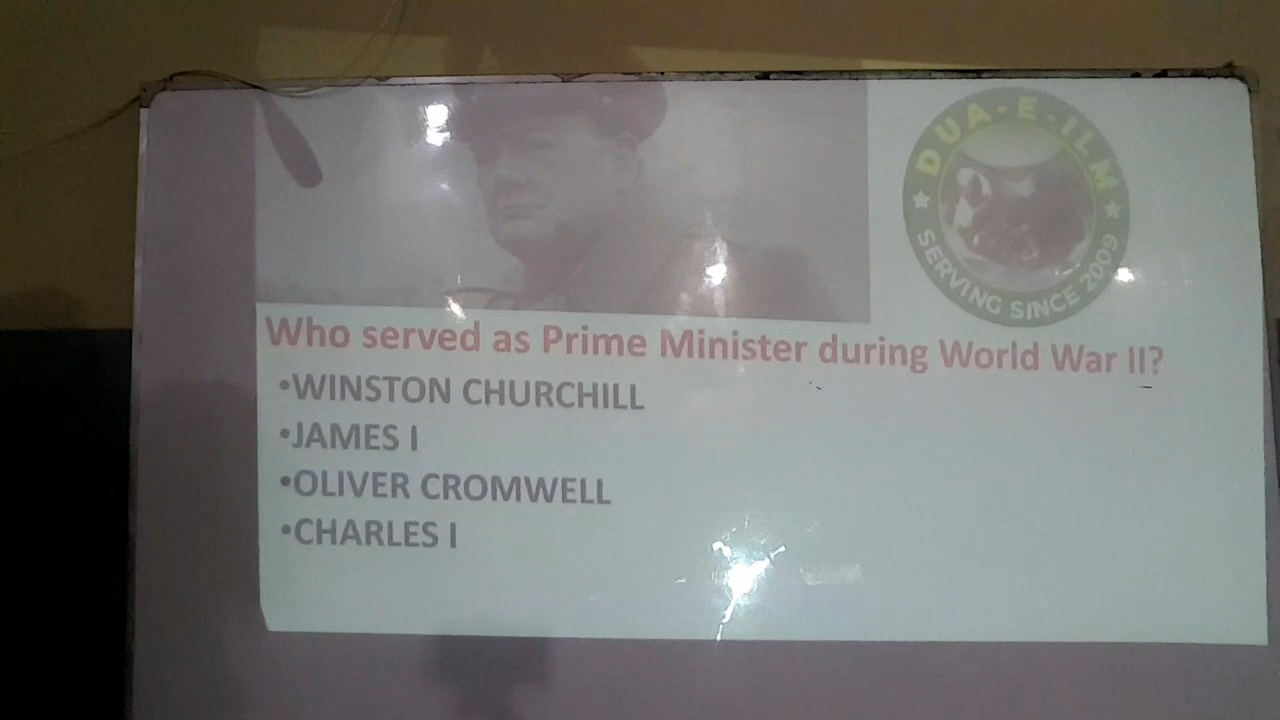 DUA-E-ILM
SERVING SINCE 2009
Who served as Prime Minister during World War II?
•WINSTON CHURCHILL
•JAMES I
•OLIVER CROMWELL
•CHARLES I